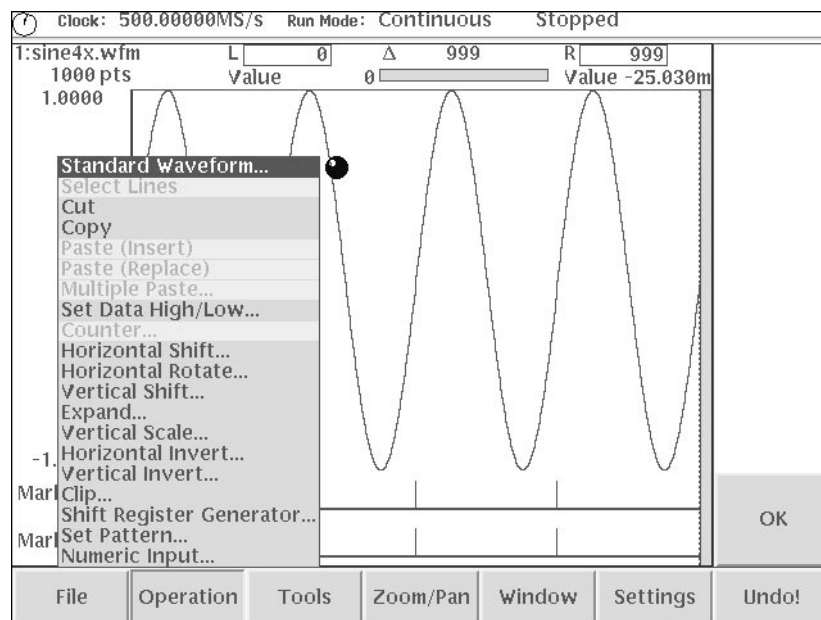 Clock: 500.00000MS/s Run Mode: Continuous Stopped
1:sine4x.wfm L 0 Δ 999 R 999
1000 pts Value 0 Value -25.030m
1.0000
Standard Waveform...
Select Lines
Cut
Copy
Paste (Insert)
Paste (Replace)
Multiple Paste...
Set Data High/Low...
Counter...
Horizontal Shift...
Horizontal Rotate...
Vertical Shift...
Expand...
Vertical Scale...
-1. Horizontal Invert...
Vertical Invert...
Mark Clip...
Shift Register Generator...
OK
Mark Set Pattern...
Numeric Input...
File Operation Tools Zoom/Pan Window Settings Undo!